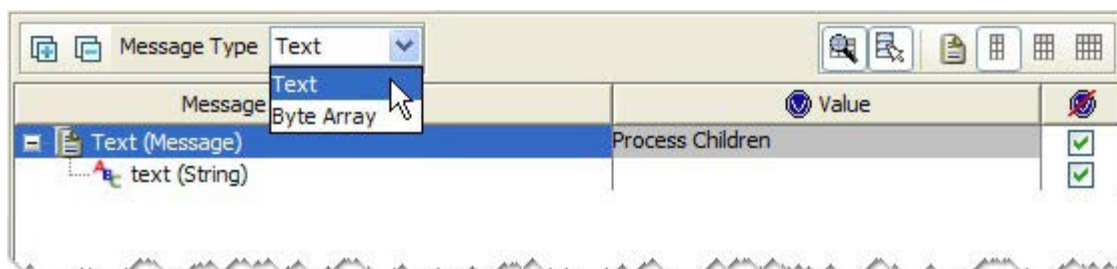 Message Type Text
Text
Byte Array
Message
Value
Text (Message)
Process Children
text (String)